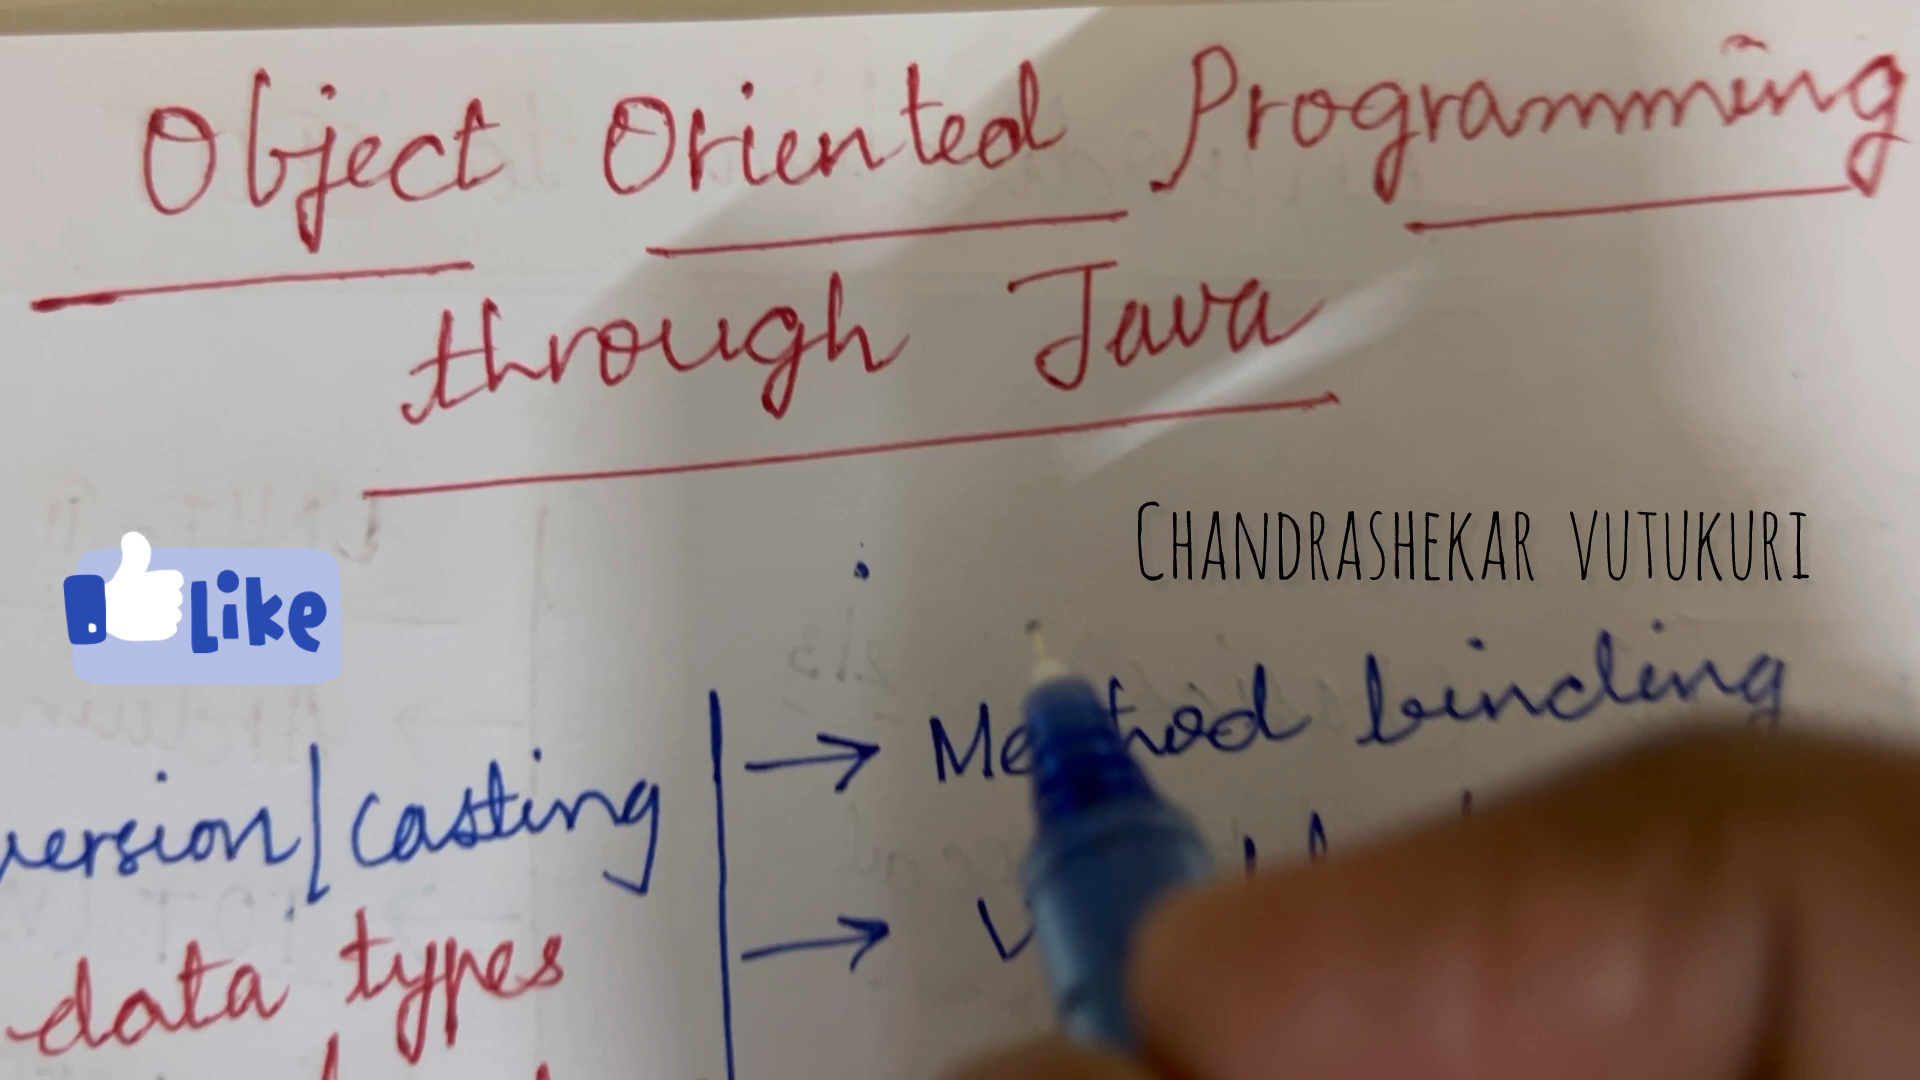 Object Oriented Programming
through Java
CHANDRASHEKAR VUTUKURI
Like
→ Method binding
version/casting
→
data types